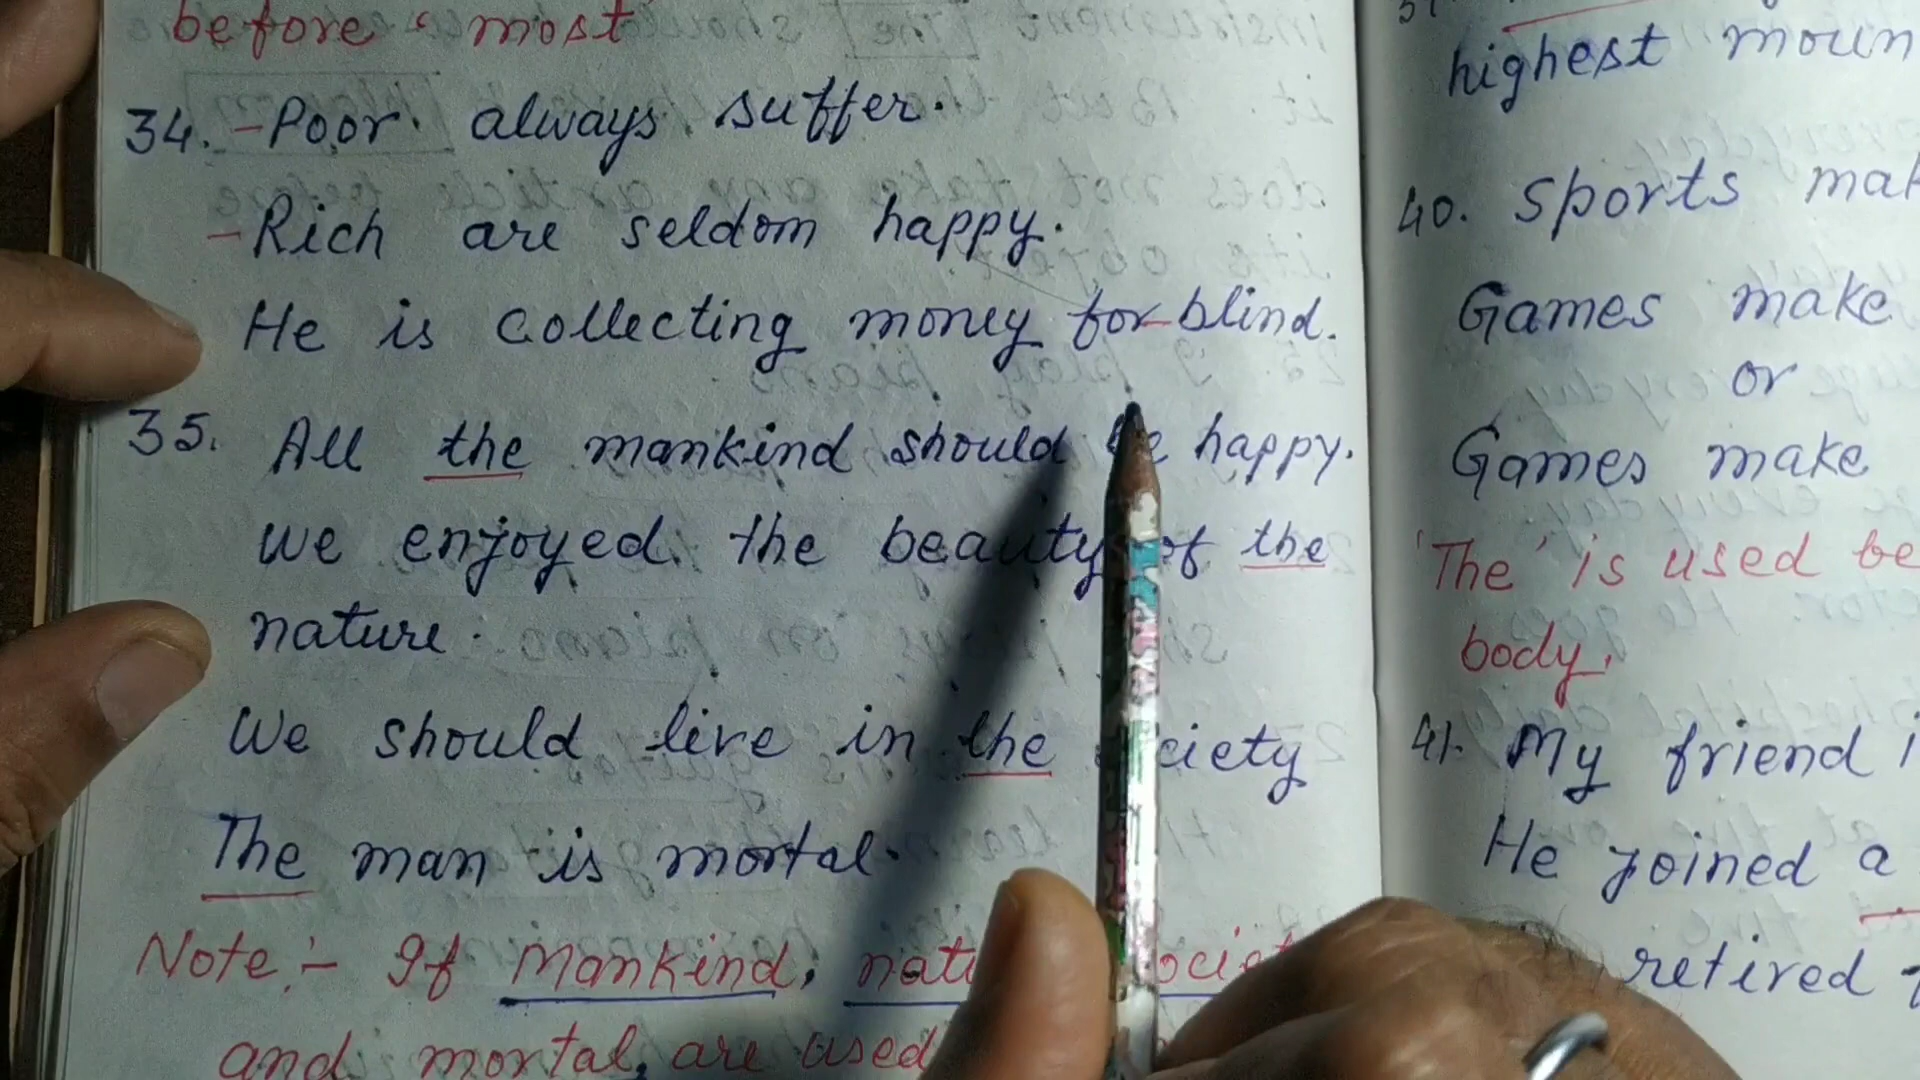 before 'most'
34. -Poor always suffer.
-Rich are seldom happy.
He is collecting money for-blind.
35. All the mankind should be happy.
We enjoyed the beauty of the
nature.
We should live in the
The man is mortal.
Note:- If Mankind,
and mortal, are used
highest
40. Sports
Games make
or
Games make
'The' is used
body.
41. My friend
He joined a
retired